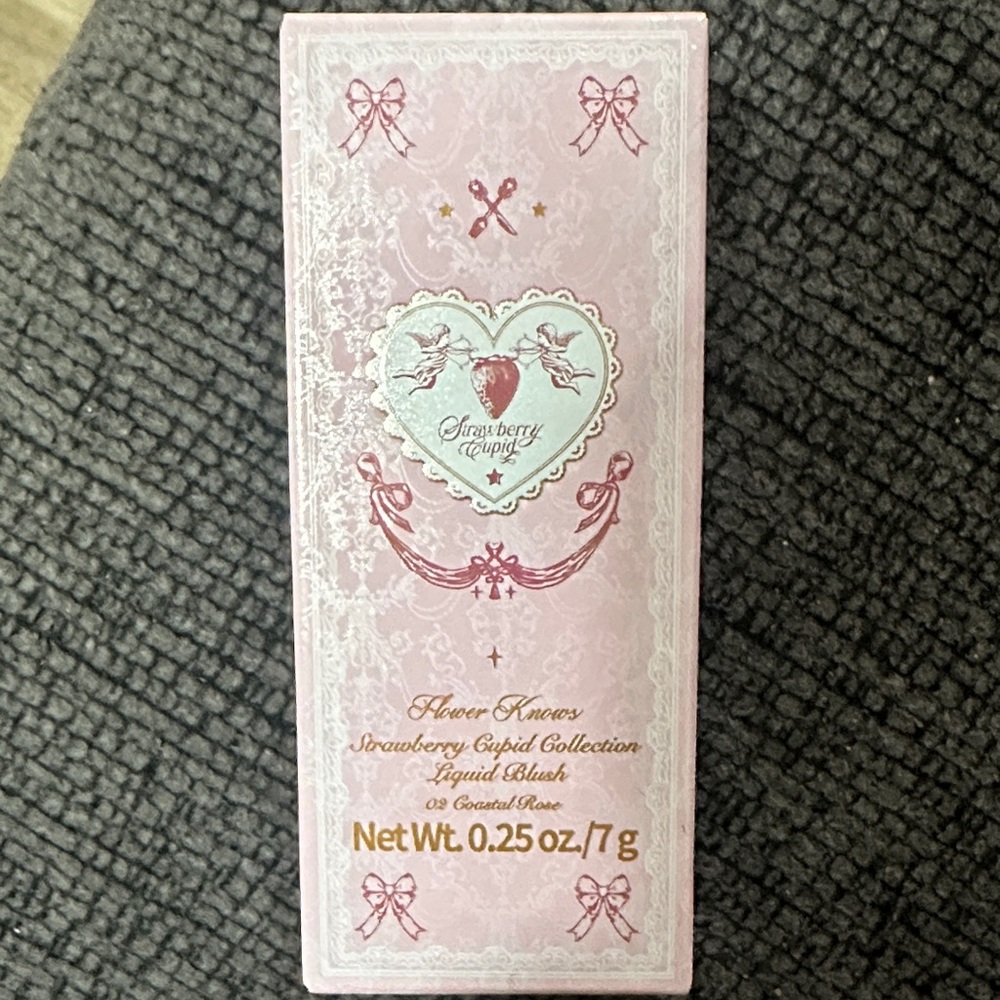 Strawberry
Cupid
Flower Knows
Strawberry Cupid Collection
Liquid Blush
02 Coastal Rose
Net Wt. 0.25 oz./7 g